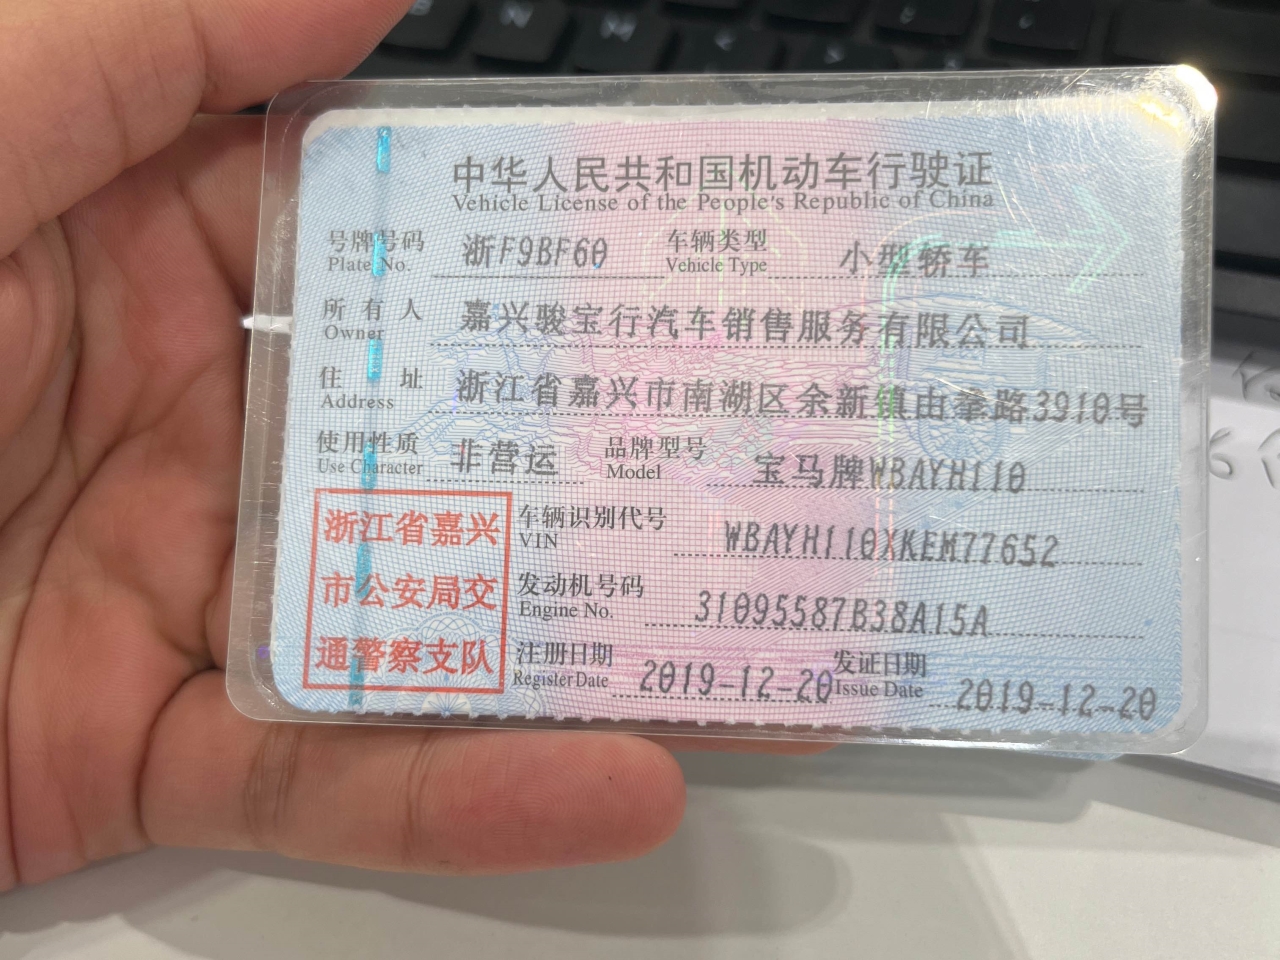 中华人民共和国机动车行驶证
Vehicle License of the People's Republic of China
号牌号码 浙F9BF60 车辆类型 小型轿车
Plate No. Vehicle Type
所有人 嘉兴骏宝行汽车销售服务有限公司
Owner
住址 浙江省嘉兴市南湖区余新镇由拳路3910号
Address
使用性质 非营运 品牌型号 宝马牌WBAYH110
Use Character Model
浙江省嘉兴
市公安局交
通警察支队
车辆识别代号 WBAYH110XKEM77652
VIN
发动机号码 31095587B38A15A
Engine No.
注册日期 2019-12-20 发证日期 2019-12-20
Register Date Issue Date